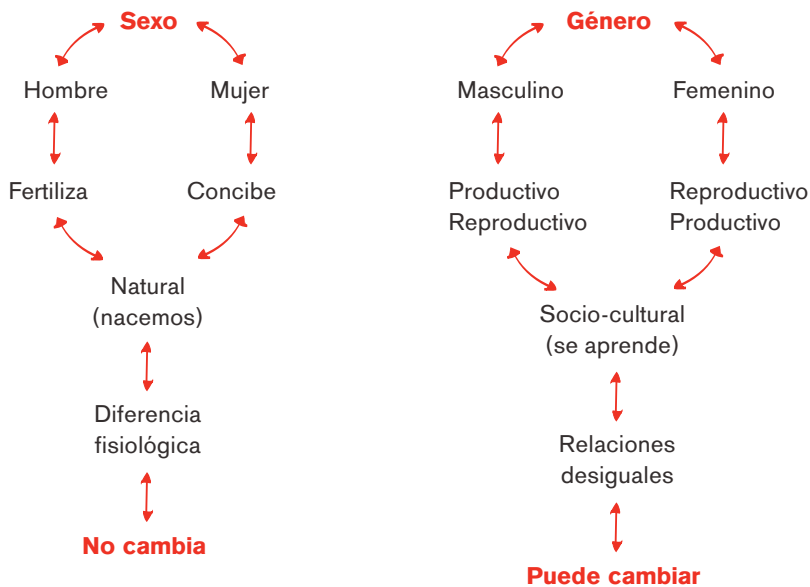 Sexo
Hombre
Mujer
Fertiliza
Concibe
Natural
(nacemos)
Diferencia
fisiológica
No cambia
Género
Masculino
Femenino
Productivo
Reproductivo
Reproductivo
Productivo
Socio-cultural
(se aprende)
Relaciones
desiguales
Puede cambiar